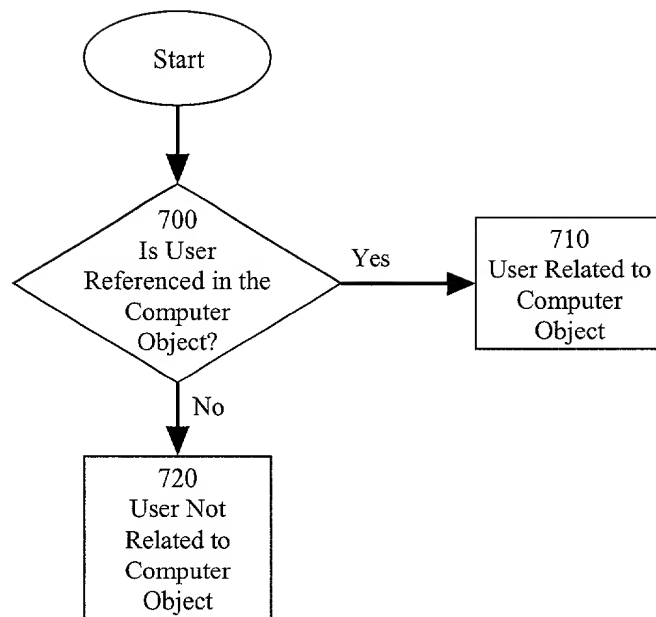 Start
700
Is User
Referenced in the
Computer
Object?
Yes
710
User Related to
Computer
Object
No
720
User Not
Related to
Computer
Object